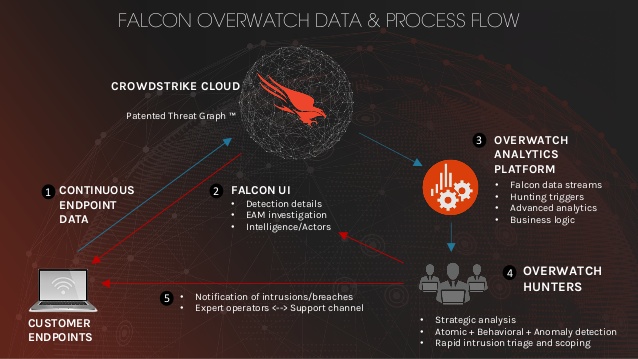 FALCON OVERWATCH DATA & PROCESS FLOW
CROWDSTRIKE CLOUD
Patented Threat Graph ™
1 CONTINUOUS
ENDPOINT
DATA
2 FALCON UI
• Detection details
• EAM investigation
• Intelligence/Actors
3 OVERWATCH
ANALYTICS
PLATFORM
• Falcon data streams
• Hunting triggers
• Advanced analytics
• Business logic
4 OVERWATCH
HUNTERS
• Strategic analysis
• Atomic + Behavioral + Anomaly detection
• Rapid intrusion triage and scoping
5 • Notification of intrusions/breaches
• Expert operators <--> Support channel
CUSTOMER
ENDPOINTS